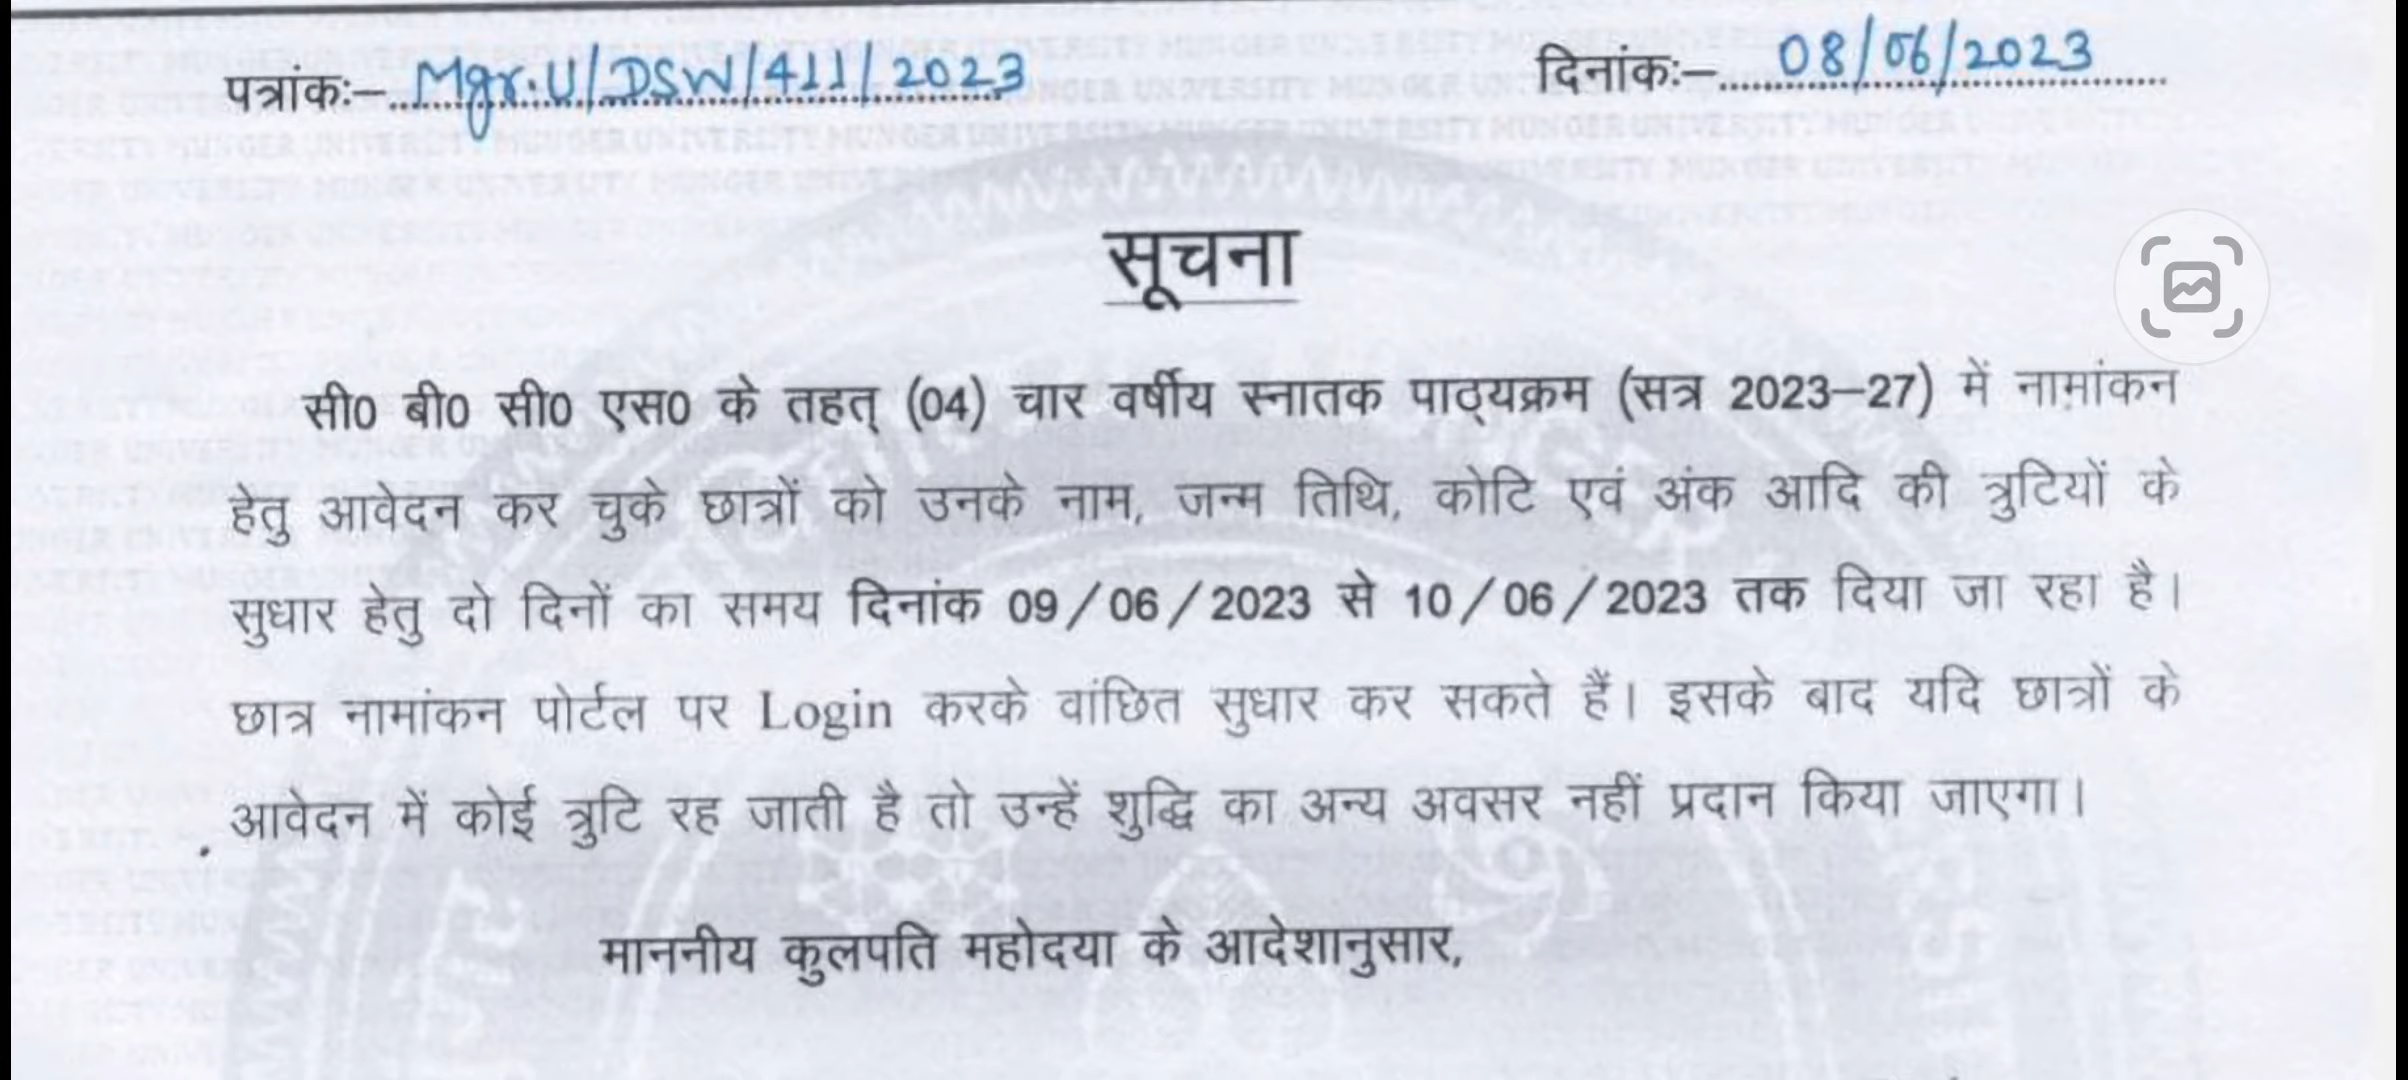 पत्रांकः– Mgr.U/DSW/411/2023 दिनांकः– 08/06/2023
सूचना
सी0 बी0 सी0 एस0 के तहत् (04) चार वर्षीय स्नातक पाठ्यक्रम (सत्र 2023–27) में नामांकन
हेतु आवेदन कर चुके छात्रों को उनके नाम, जन्म तिथि, कोटि एवं अंक आदि की त्रुटियों के
सुधार हेतु दो दिनों का समय दिनांक 09/06/2023 से 10/06/2023 तक दिया जा रहा है।
छात्र नामांकन पोर्टल पर Login करके वांछित सुधार कर सकते हैं। इसके बाद यदि छात्रों के
आवेदन में कोई त्रुटि रह जाती है तो उन्हें शुद्धि का अन्य अवसर नहीं प्रदान किया जाएगा।
माननीय कुलपति महोदया के आदेशानुसार,